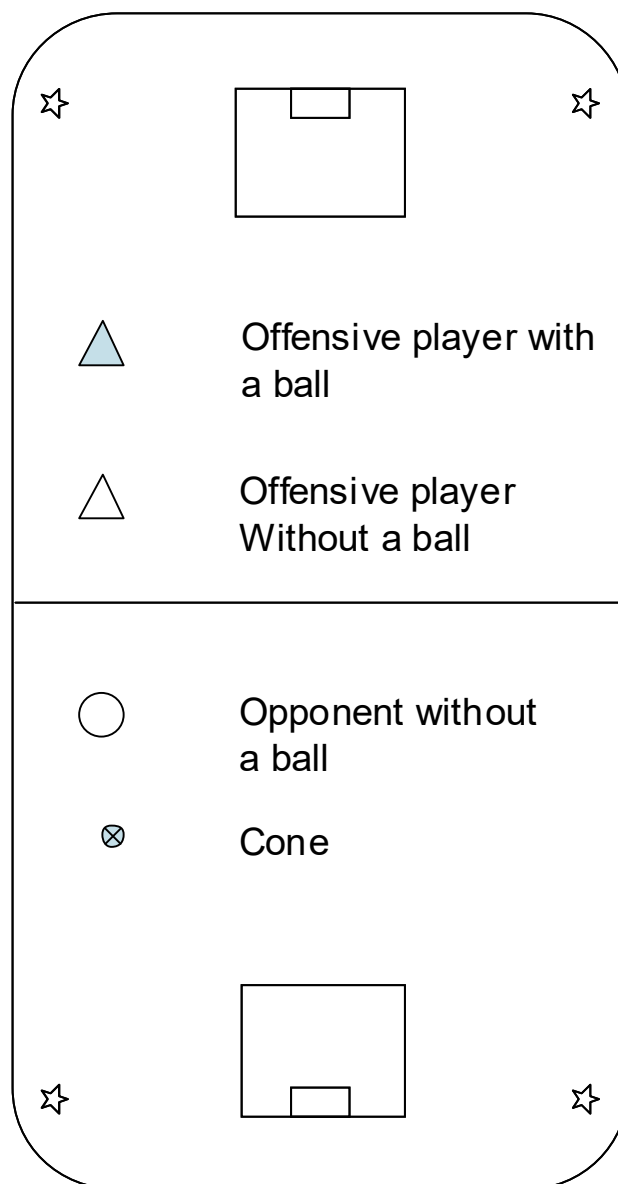 Offensive player with
a ball
Offensive player
Without a ball
Opponent without
a ball
Cone